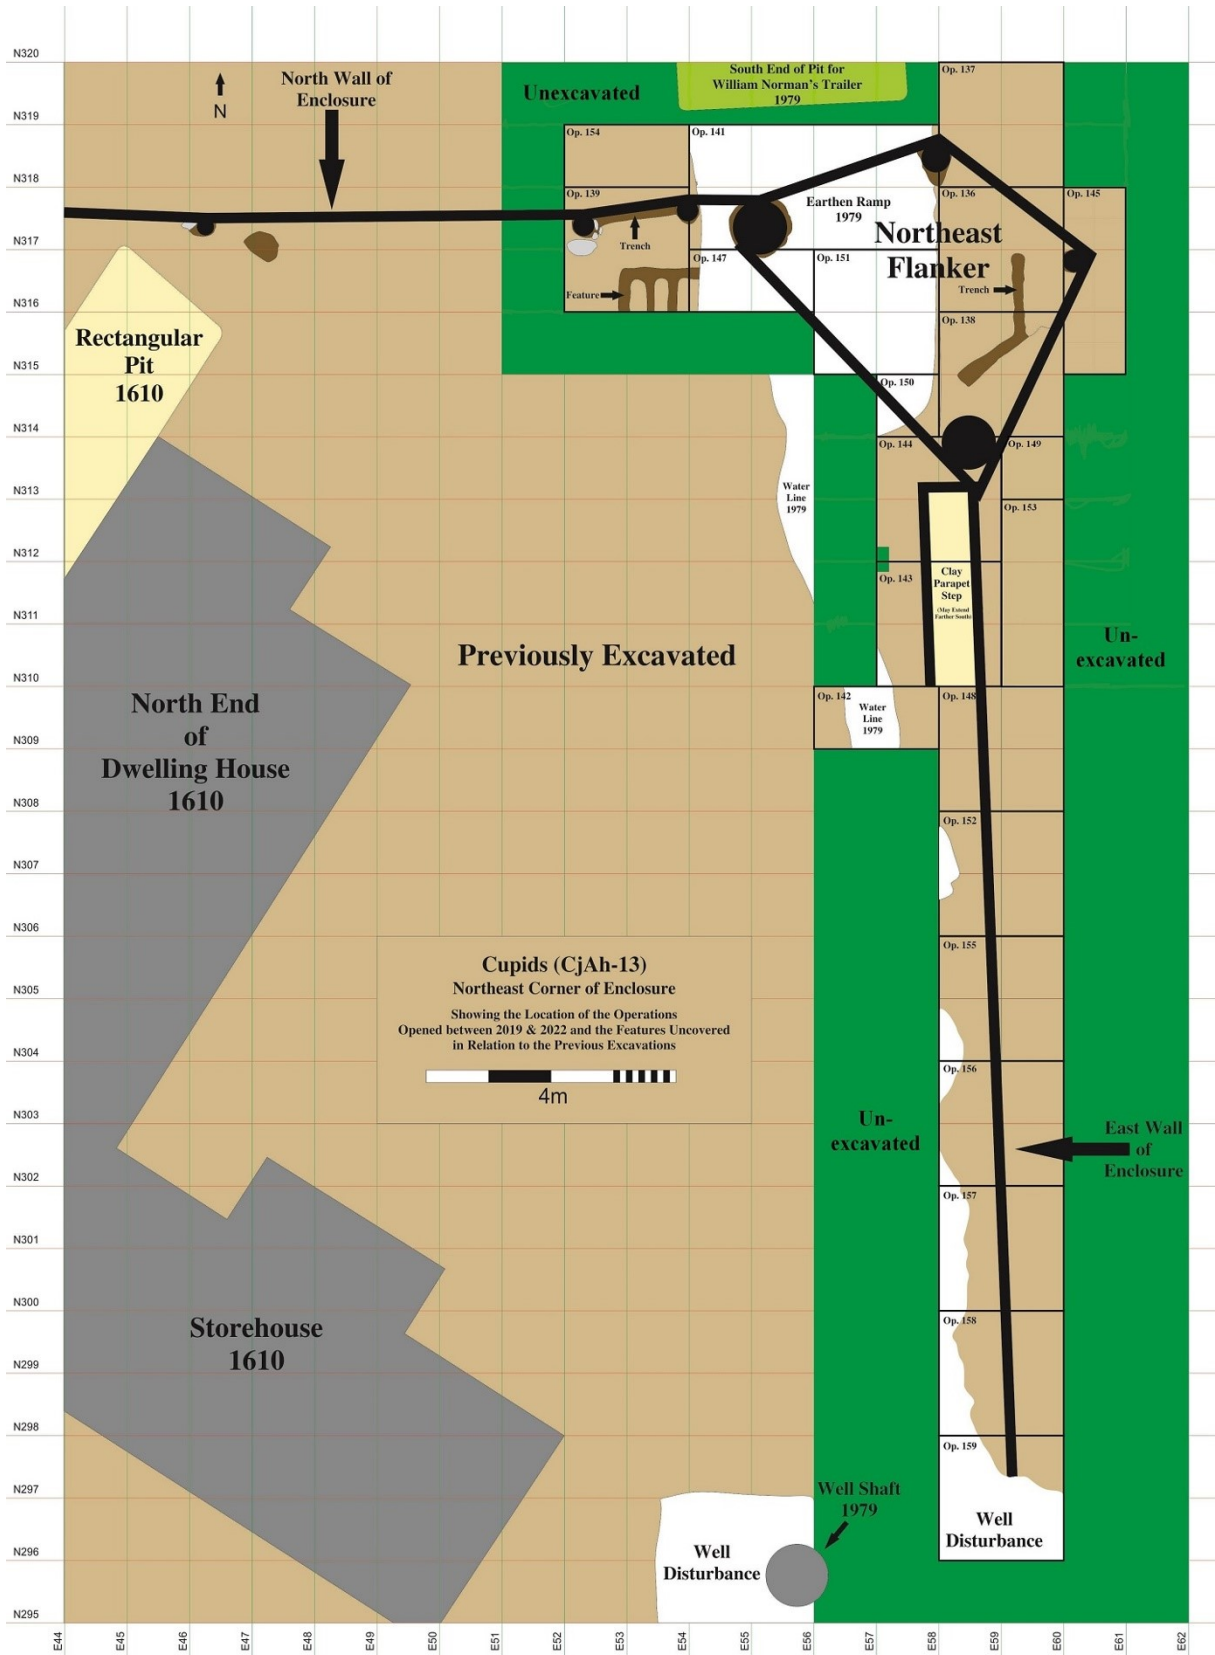 N320
N319
N318
N317
N316
N315
N314
N313
N312
N311
N310
N309
N308
N307
N306
N305
N304
N303
N302
N301
N300
N299
N298
N297
N296
N295
N
North Wall of
Enclosure
Unexcavated
South End of Pit for
William Norman's Trailer
1979
Op. 137
Op. 154
Op. 141
Op. 139
Earthen Ramp
1979
Op. 136
Op. 145
Northeast
Flanker
Trench
Op. 147
Op. 151
Feature
Trench
Op. 138
Rectangular
Pit
1610
Op. 150
Op. 144
Op. 149
Water
Line
1979
Op. 153
Clay
Parapet
Step
(May Extend
Farther South)
Op. 143
Previously Excavated
Un-
excavated
North End
of
Dwelling House
1610
Op. 142
Water
Line
1979
Op. 148
Op. 152
Op. 155
Cupids (CjAh-13)
Northeast Corner of Enclosure
Showing the Location of the Operations
Opened between 2019 & 2022 and the Features Uncovered
in Relation to the Previous Excavations
4m
Op. 156
Un-
excavated
East Wall
of
Enclosure
Op. 157
Storehouse
1610
Op. 158
Op. 159
Well Shaft
1979
Well
Disturbance
Well
Disturbance
E44
E45
E46
E47
E48
E49
E50
E51
E52
E53
E54
E55
E56
E57
E58
E59
E60
E61
E62